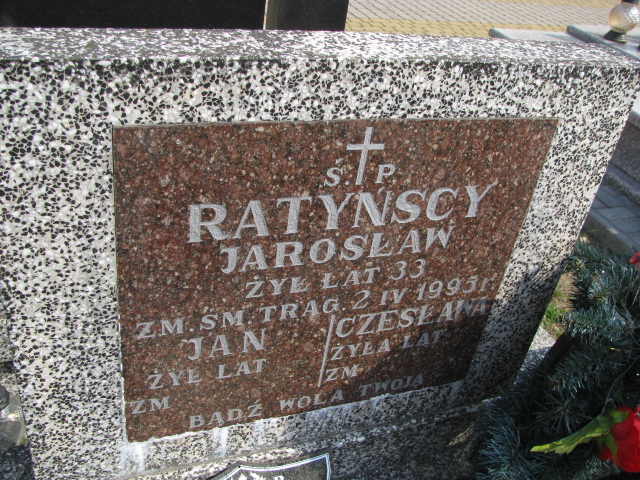 Ś P
RATYŃSCY
JAROSŁAW
ŻYŁ LAT 33
ZM ŚM TRAG 2 IV 1995 r
JAN CZESŁAWA
ŻYŁ LAT ŻYŁA LAT
ZM ZM
BĄDŹ WOLA TWOJA